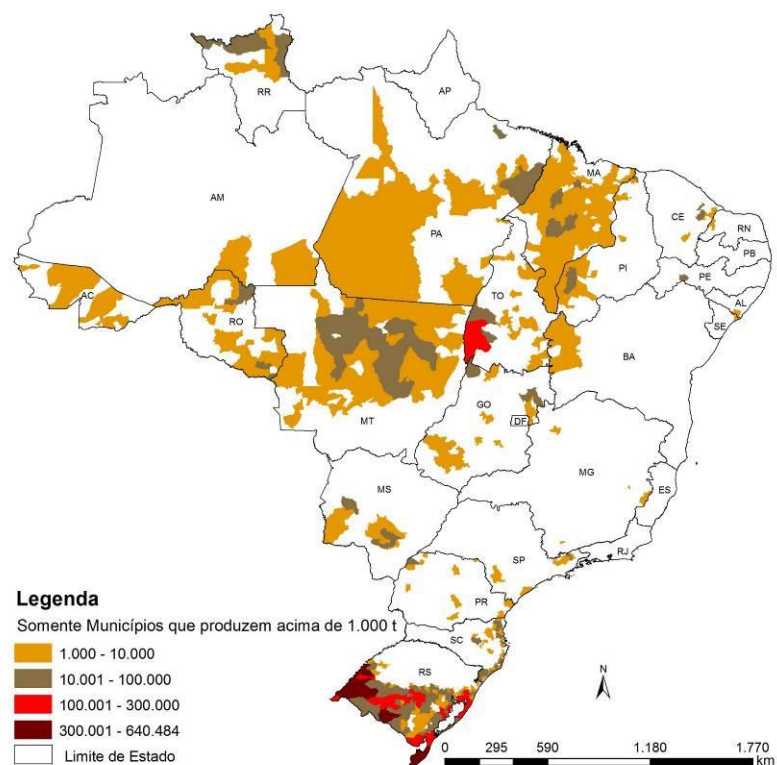 RR
AP
AM
PA
MA
CE
RN
PB
PI
PE
AL
SE
AC
TO
RO
BA
MT
GO
DF
MG
ES
MS
SP
RJ
PR
SC
RS
Legenda
Somente Municípios que produzem acima de 1.000 t
1.000 - 10.000
10.001 - 100.000
100.001 - 300.000
300.001 - 640.484
Limite de Estado
N
0 295 590 1.180 1.770
km